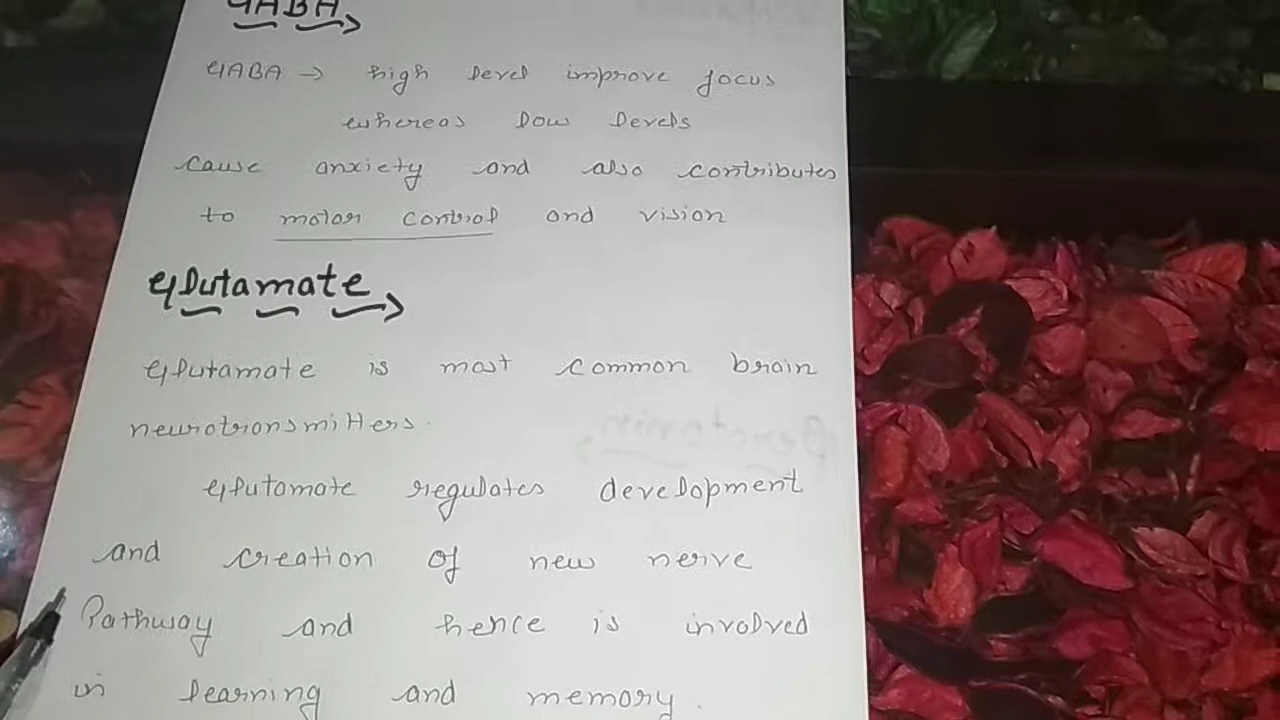 GABA
GABA → high level improve focus
whereas low levels
cause anxiety and also contributes
to motor control and vision
Glutamate
Glutamate is most common brain
neurotransmitters.
Glutamate regulates development
and creation of new nerve
Pathway and hence is involved
in learning and memory.